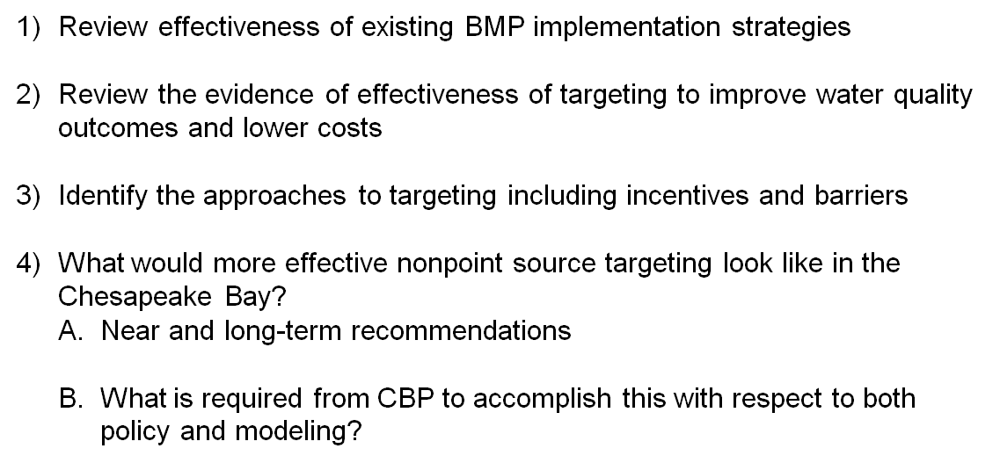 1) Review effectiveness of existing BMP implementation strategies
2) Review the evidence of effectiveness of targeting to improve water quality
outcomes and lower costs
3) Identify the approaches to targeting including incentives and barriers
4) What would more effective nonpoint source targeting look like in the
Chesapeake Bay?
A. Near and long-term recommendations
B. What is required from CBP to accomplish this with respect to both
policy and modeling?